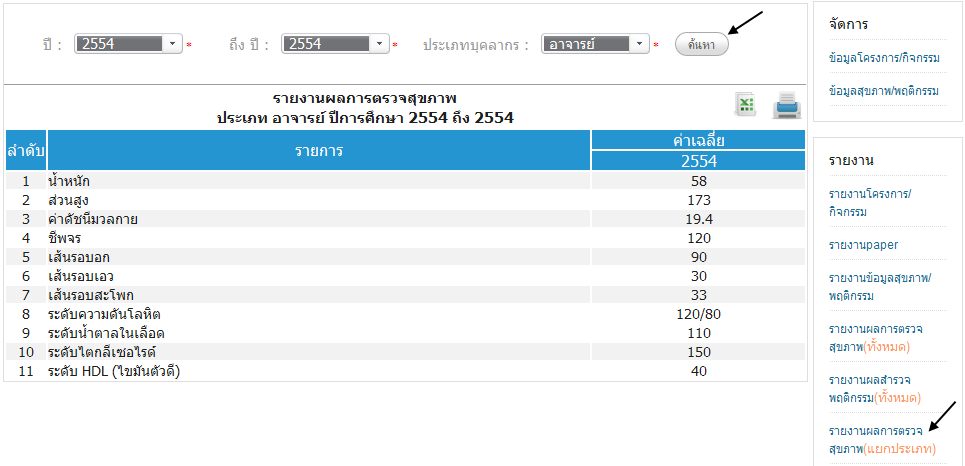 ปี : 2554 * ถึง ปี : 2554 * ประเภทบุคลากร : อาจารย์ * ค้นหา
รายงานผลการตรวจสุขภาพ
ประเภท อาจารย์ ปีการศึกษา 2554 ถึง 2554
ลำดับ รายการ ค่าเฉลี่ย
2554
1 น้ำหนัก 58
2 ส่วนสูง 173
3 ค่าดัชนีมวลกาย 19.4
4 ชีพจร 120
5 เส้นรอบอก 90
6 เส้นรอบเอว 30
7 เส้นรอบสะโพก 33
8 ระดับความดันโลหิต 120/80
9 ระดับน้ำตาลในเลือด 110
10 ระดับไตกลีเซอไรด์ 150
11 ระดับ HDL (ไขมันตัวดี) 40
จัดการ
ข้อมูลโครงการ/กิจกรรม
ข้อมูลสุขภาพ/พฤติกรรม
รายงาน
รายงานโครงการ/
กิจกรรม
รายงานpaper
รายงานข้อมูลสุขภาพ/
พฤติกรรม
รายงานผลการตรวจ
สุขภาพ(ทั้งหมด)
รายงานผลสำรวจ
พฤติกรรม(ทั้งหมด)
รายงานผลการตรวจ
สุขภาพ(แยกประเภท)